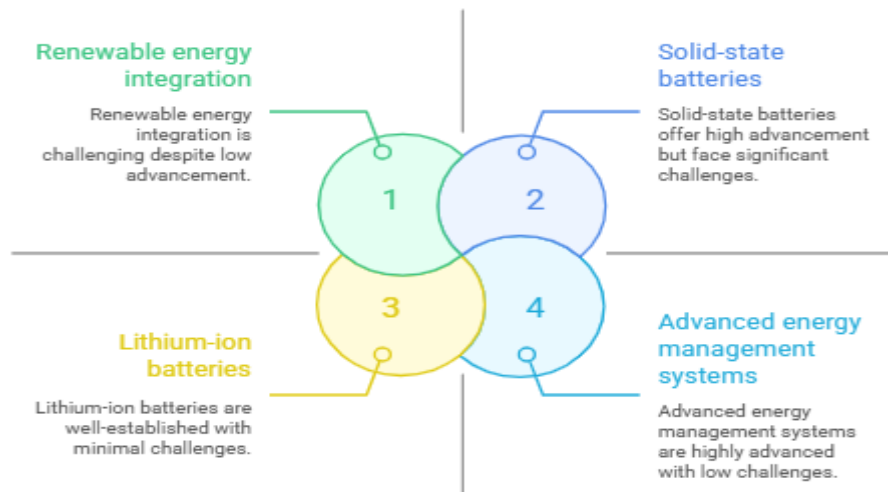 Renewable energy
integration
Renewable energy
integration is
challenging despite low
advancement.
Solid-state
batteries
Solid-state batteries
offer high advancement
but face significant
challenges.
1
2
3
4
Lithium-ion
batteries
Lithium-ion batteries are
well-established with
minimal challenges.
Advanced energy
management
systems
Advanced energy
management systems
are highly advanced
with low challenges.